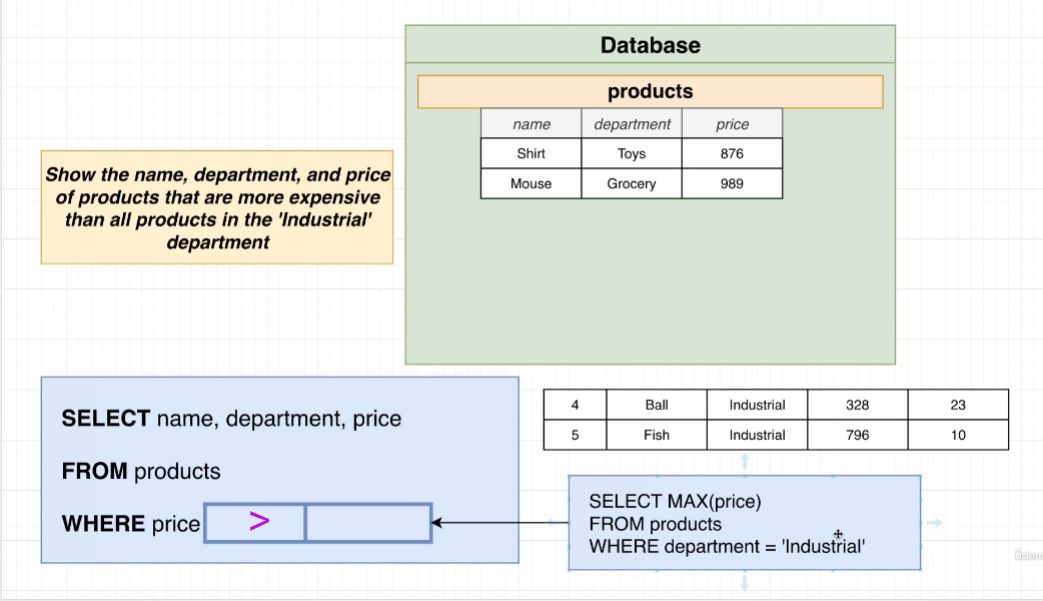 Database
products
name department price
Shirt Toys 876
Mouse Grocery 989
Show the name, department, and price
of products that are more expensive
than all products in the 'Industrial'
department
SELECT name, department, price
FROM products
WHERE price >
4 Ball Industrial 328 23
5 Fish Industrial 796 10
SELECT MAX(price)
FROM products
WHERE department = 'Industrial'